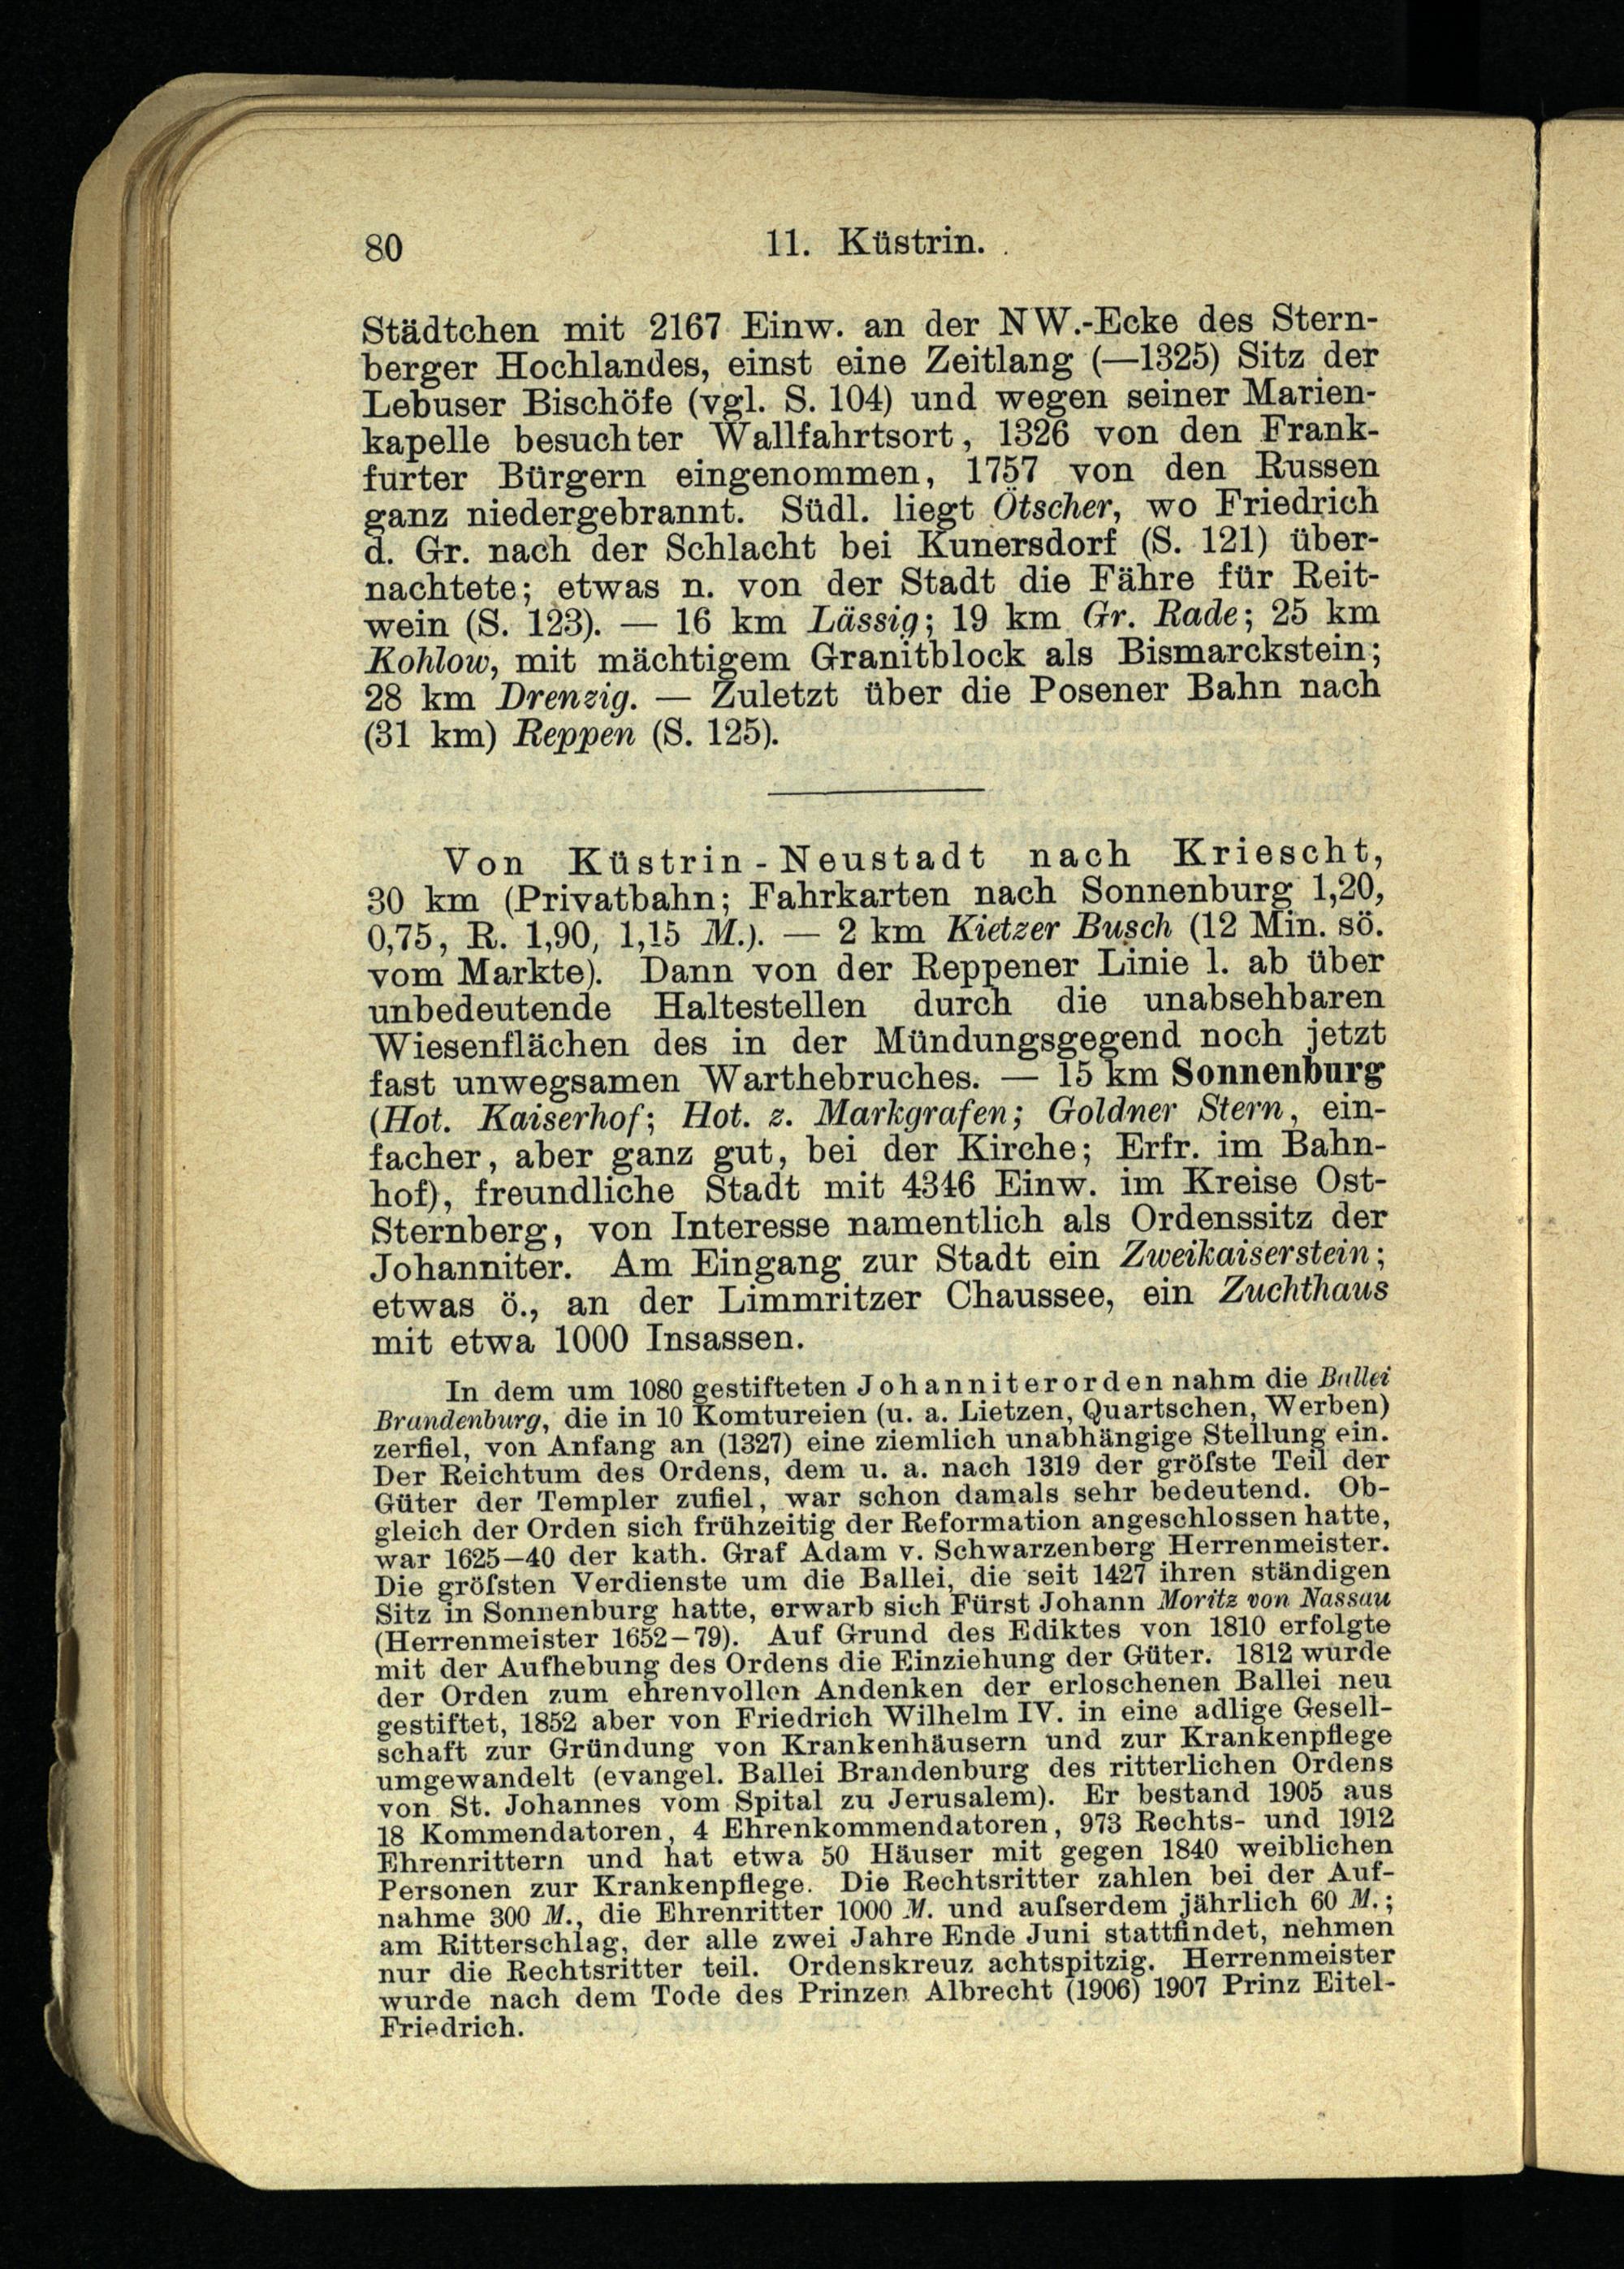 80
11. Küstrin.
Städtchen mit 2167 Einw. an der NW.-Ecke des Stern-
berger Hochlandes, einst eine Zeitlang (—1325) Sitz der
Lebuser Bischöfe (vgl. S. 104) und wegen seiner Marien-
kapelle besuchter Wallfahrtsort, 1326 von den Frank-
furter Bürgern eingenommen, 1757 von den Russen
ganz niedergebrannt. Südl. liegt Ötscher, wo Friedrich
d. Gr. nach der Schlacht bei Kunersdorf (S. 121) über-
nachtete; etwas n. von der Stadt die Fähre für Reit-
wein (S. 123). — 16 km Lässig; 19 km Gr. Rade; 25 km
Kohlow, mit mächtigem Granitblock als Bismarckstein;
28 km Drenzig. — Zuletzt über die Posener Bahn nach
(31 km) Reppen (S. 125).
Von Küstrin-Neustadt nach Kriescht,
30 km (Privatbahn; Fahrkarten nach Sonnenburg 1,20,
0,75, R. 1,90, 1,15 M.). — 2 km Kietzer Busch (12 Min. sö.
vom Markte). Dann von der Reppener Linie l. ab über
unbedeutende Haltestellen durch die unabsehbaren
Wiesenflächen des in der Mündungsgegend noch jetzt
fast unwegsamen Warthebruches. — 15 km Sonnenburg
(Hot. Kaiserhof; Hot. z. Markgrafen; Goldner Stern, ein-
facher, aber ganz gut, bei der Kirche; Erfr. im Bahn-
hof), freundliche Stadt mit 4346 Einw. im Kreise Ost-
Sternberg, von Interesse namentlich als Ordenssitz der
Johanniter. Am Eingang zur Stadt ein Zweikaiserstein;
etwas ö., an der Limmritzer Chaussee, ein Zuchthaus
mit etwa 1000 Insassen.
In dem um 1080 gestifteten Johanniterorden nahm die Ballei
Brandenburg, die in 10 Komtureien (u. a. Lietzen, Quartschen, Werben)
zerfiel, von Anfang an (1327) eine ziemlich unabhängige Stellung ein.
Der Reichtum des Ordens, dem u. a. nach 1319 der gröſste Teil der
Güter der Templer zufiel, war schon damals sehr bedeutend. Ob-
gleich der Orden sich frühzeitig der Reformation angeschlossen hatte,
war 1625–40 der kath. Graf Adam v. Schwarzenberg Herrenmeister.
Die gröſsten Verdienste um die Ballei, die seit 1427 ihren ständigen
Sitz in Sonnenburg hatte, erwarb sich Fürst Johann Moritz von Nassau
(Herrenmeister 1652–79). Auf Grund des Ediktes von 1810 erfolgte
mit der Aufhebung des Ordens die Einziehung der Güter. 1812 wurde
der Orden zum ehrenvollen Andenken der erloschenen Ballei neu
gestiftet, 1852 aber von Friedrich Wilhelm IV. in eine adlige Gesell-
schaft zur Gründung von Krankenhäusern und zur Krankenpflege
umgewandelt (evangel. Ballei Brandenburg des ritterlichen Ordens
von St. Johannes vom Spital zu Jerusalem). Er bestand 1905 aus
18 Kommendatoren, 4 Ehrenkommendatoren, 973 Rechts- und 1912
Ehrenrittern und hat etwa 50 Häuser mit gegen 1840 weiblichen
Personen zur Krankenpflege. Die Rechtsritter zahlen bei der Auf-
nahme 300 M., die Ehrenritter 1000 M. und auſserdem jährlich 60 M.;
am Ritterschlag, der alle zwei Jahre Ende Juni stattfindet, nehmen
nur die Rechtsritter teil. Ordenskreuz achtspitzig. Herrenmeister
wurde nach dem Tode des Prinzen Albrecht (1906) 1907 Prinz Eitel-
Friedrich.